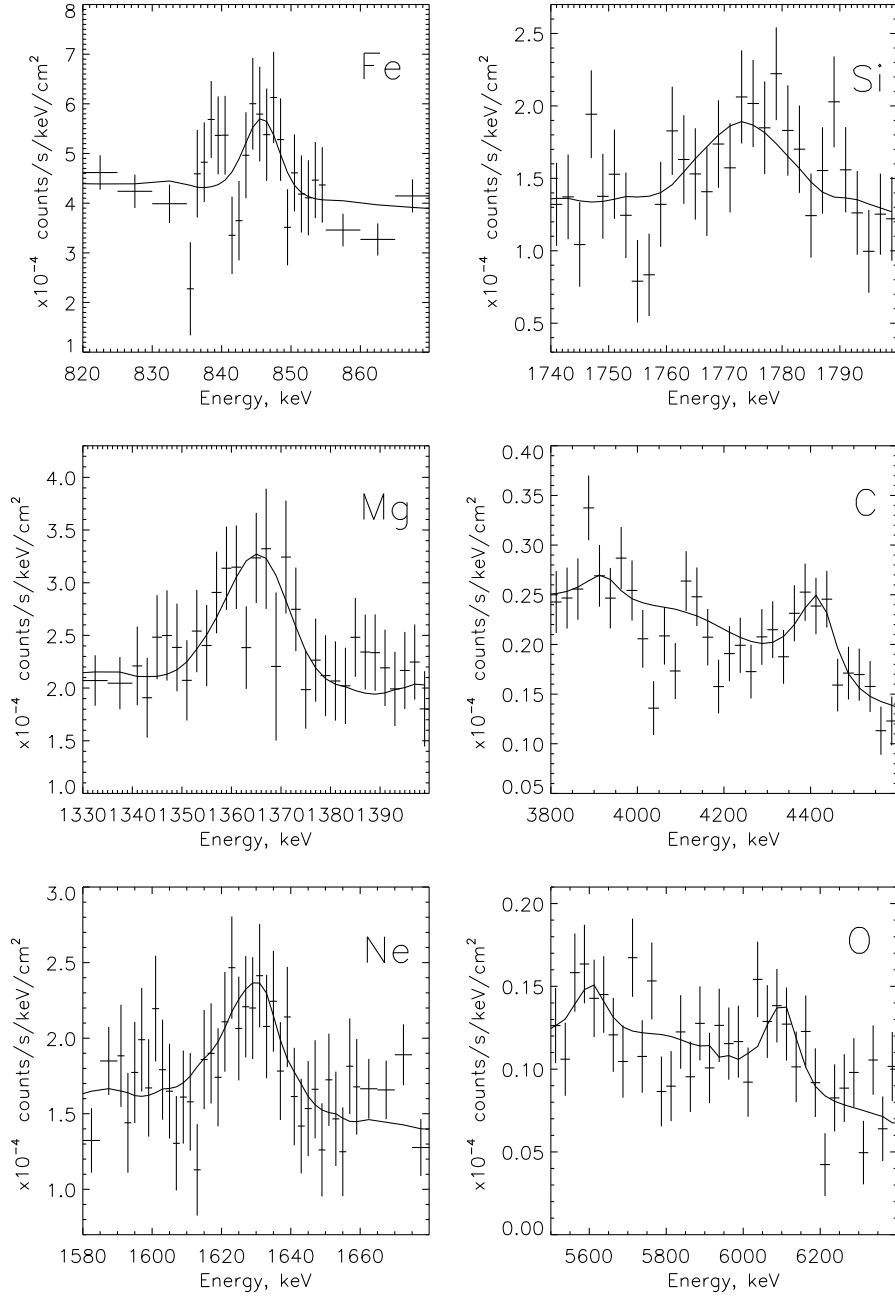 Fe
8
7
6
5
4
3
2
1
x10⁻⁴ counts/s/keV/cm²
820 830 840 850 860
Energy, keV
Si
2.5
2.0
1.5
1.0
0.5
x10⁻⁴ counts/s/keV/cm²
1740 1750 1760 1770 1780 1790
Energy, keV
Mg
4.0
3.5
3.0
2.5
2.0
1.5
1.0
x10⁻⁴ counts/s/keV/cm²
1330 1340 1350 1360 1370 1380 1390
Energy, keV
C
0.40
0.35
0.30
0.25
0.20
0.15
0.10
0.05
x10⁻⁴ counts/s/keV/cm²
3800 4000 4200 4400
Energy, keV
Ne
3.0
2.5
2.0
1.5
1.0
x10⁻⁴ counts/s/keV/cm²
1580 1600 1620 1640 1660
Energy, keV
O
0.20
0.15
0.10
0.05
0.00
x10⁻⁴ counts/s/keV/cm²
5600 5800 6000 6200
Energy, keV